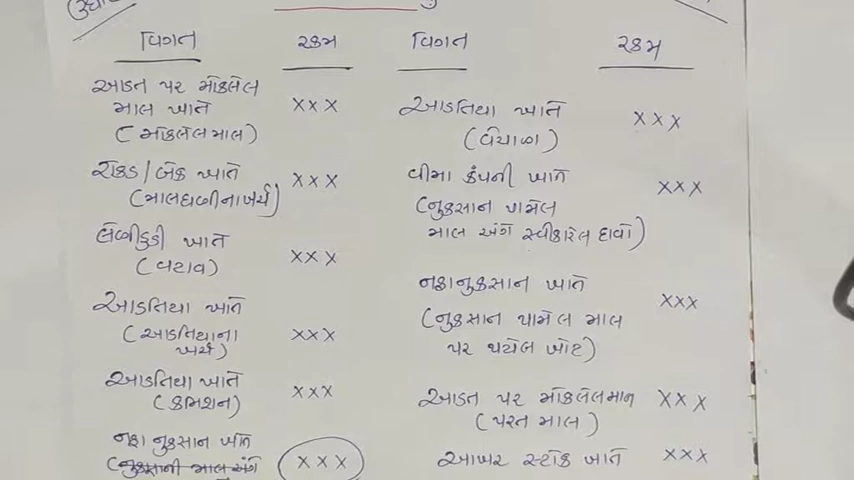 વિગત રકમ વિગત રકમ
આડત પર મોકલેલ
માલ ખાતે XXX
(મોકલેલ માલ)
રોકડ/બેંક ખાતે XXX
(માલધણીના ખર્ચ)
લેણીહુંડી ખાતે
(વટાવ) XXX
આડતિયા ખાતે
(આડતિયાના XXX
ખર્ચ)
આડતિયા ખાતે XXX
(કમિશન)
નફા નુકસાન ખાતે
(નુકસાની માલ અંગે XXX
આડતિયા ખાતે XXX
(વેચાણ)
વીમા કંપની ખાતે XXX
(નુકસાન પામેલ
માલ અંગે સ્વીકારેલ દાવો)
નફાનુકસાન ખાતે XXX
(નુકસાન પામેલ માલ
પર થયેલ ખોટ)
આડત પર મોકલેલમાલ XXX
(પરત માલ)
આખર સ્ટોક ખાતે XXX